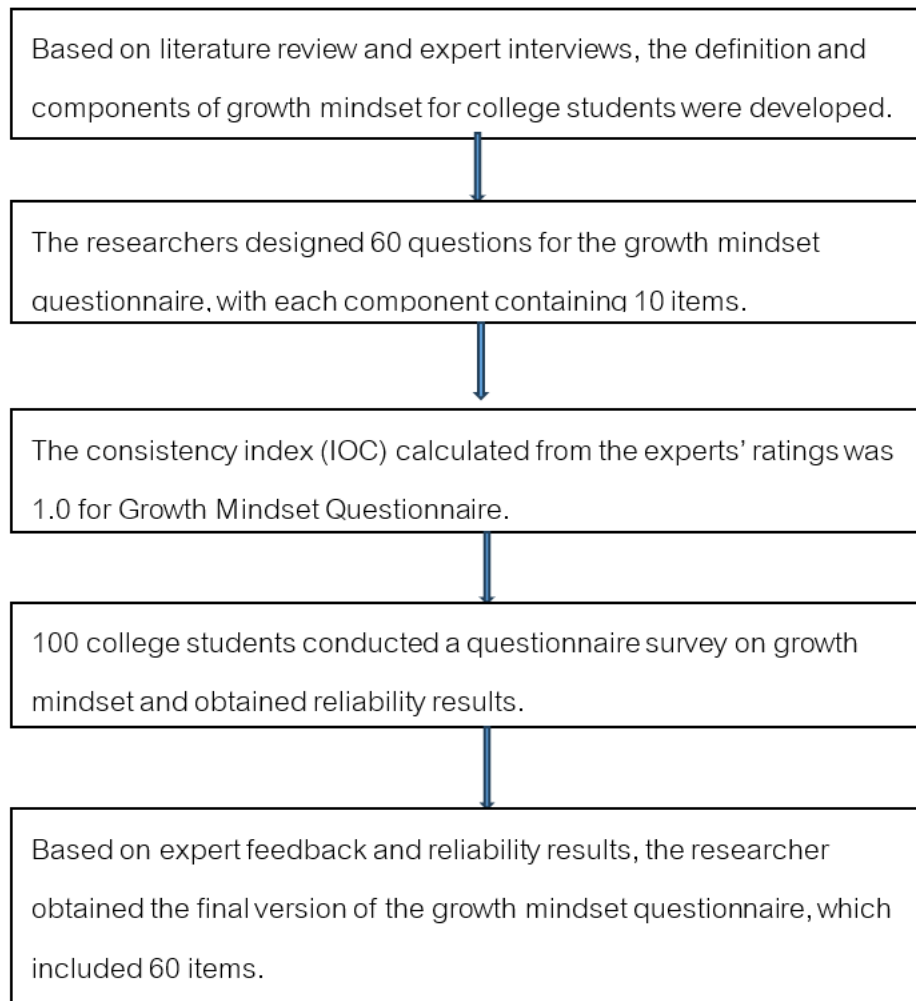 Based on literature review and expert interviews, the definition and
components of growth mindset for college students were developed.
The researchers designed 60 questions for the growth mindset
questionnaire, with each component containing 10 items.
The consistency index (IOC) calculated from the experts’ ratings was
1.0 for Growth Mindset Questionnaire.
100 college students conducted a questionnaire survey on growth
mindset and obtained reliability results.
Based on expert feedback and reliability results, the researcher
obtained the final version of the growth mindset questionnaire, which
included 60 items.